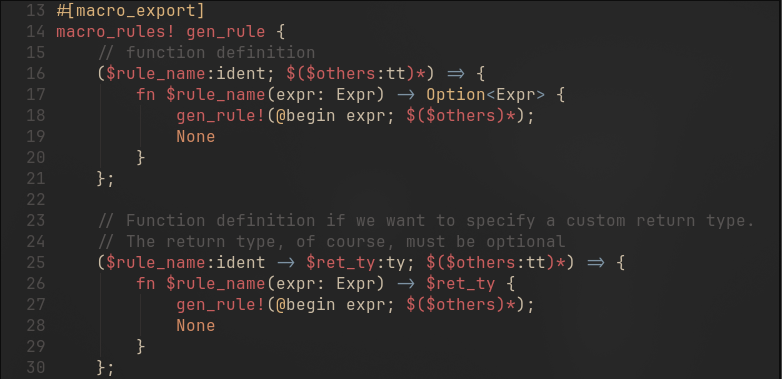 13 #[macro_export]
14 macro_rules! gen_rule {
15     // function definition
16     ($rule_name:ident; $($others:tt)*) => {
17         fn $rule_name(expr: Expr) -> Option<Expr> {
18             gen_rule!(@begin expr; $($others)*);
19             None
20         }
21     };
22
23     // Function definition if we want to specify a custom return type.
24     // The return type, of course, must be optional
25     ($rule_name:ident -> $ret_ty:ty; $($others:tt)*) => {
26         fn $rule_name(expr: Expr) -> $ret_ty {
27             gen_rule!(@begin expr; $($others)*);
28             None
29         }
30     };